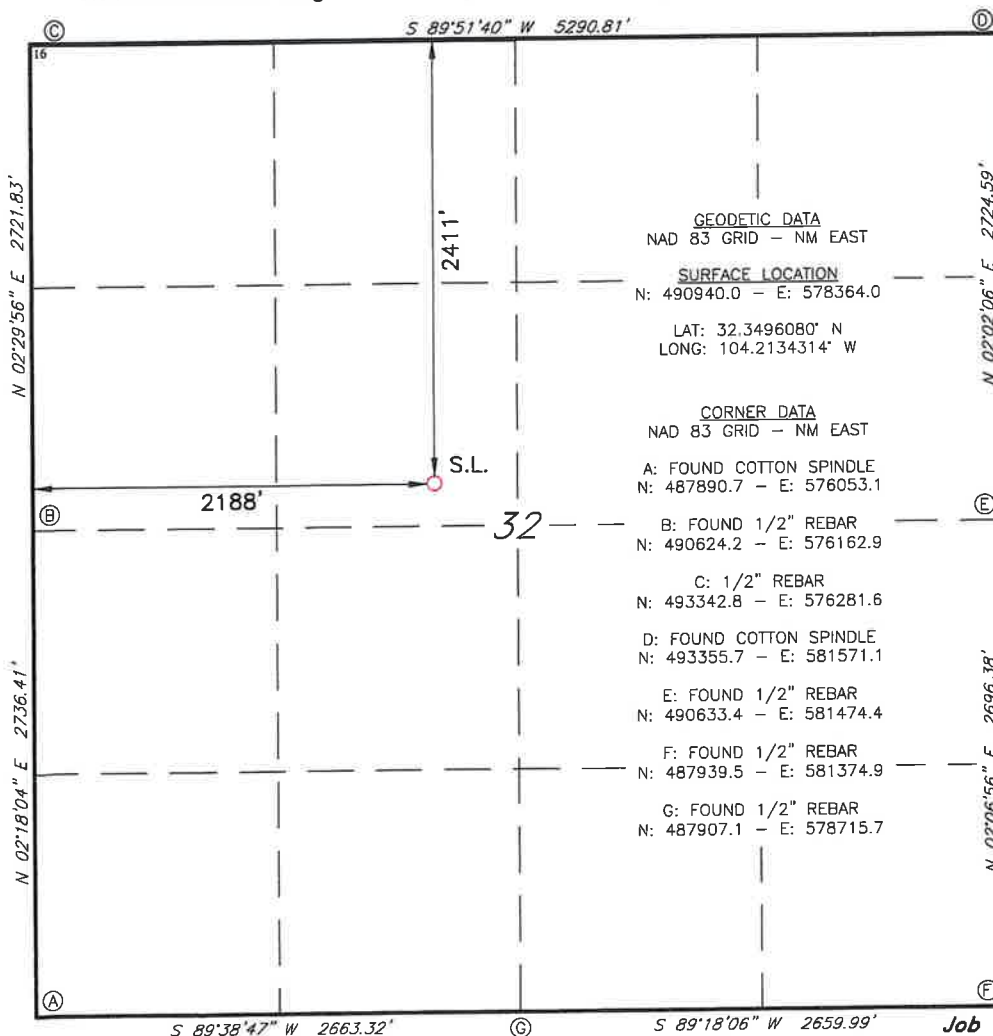 Ⓒ
S 89°51'40" W 5290.81'
Ⓓ
16
N 02°29'56" E 2721.83'
2411'
N 02°02'06" E 2724.59'
GEODETIC DATA
NAD 83 GRID – NM EAST
SURFACE LOCATION
N: 490940.0 – E: 578364.0
LAT: 32.3496080° N
LONG: 104.2134314° W
CORNER DATA
NAD 83 GRID – NM EAST
A: FOUND COTTON SPINDLE
N: 487890.7 – E: 576053.1
S.L.
2188'
Ⓑ
32
Ⓔ
B: FOUND 1/2" REBAR
N: 490624.2 – E: 576162.9
C: 1/2" REBAR
N: 493342.8 – E: 576281.6
D: FOUND COTTON SPINDLE
N: 493355.7 – E: 581571.1
E: FOUND 1/2" REBAR
N: 490633.4 – E: 581474.4
F: FOUND 1/2" REBAR
N: 487939.5 – E: 581374.9
G: FOUND 1/2" REBAR
N: 487907.1 – E: 578715.7
N 02°18'04" E 2736.41'
N 02°06'56" E 2696.38'
Ⓐ
S 89°38'47" W 2663.32'
Ⓖ
S 89°18'06" W 2659.99'
Ⓕ
Job